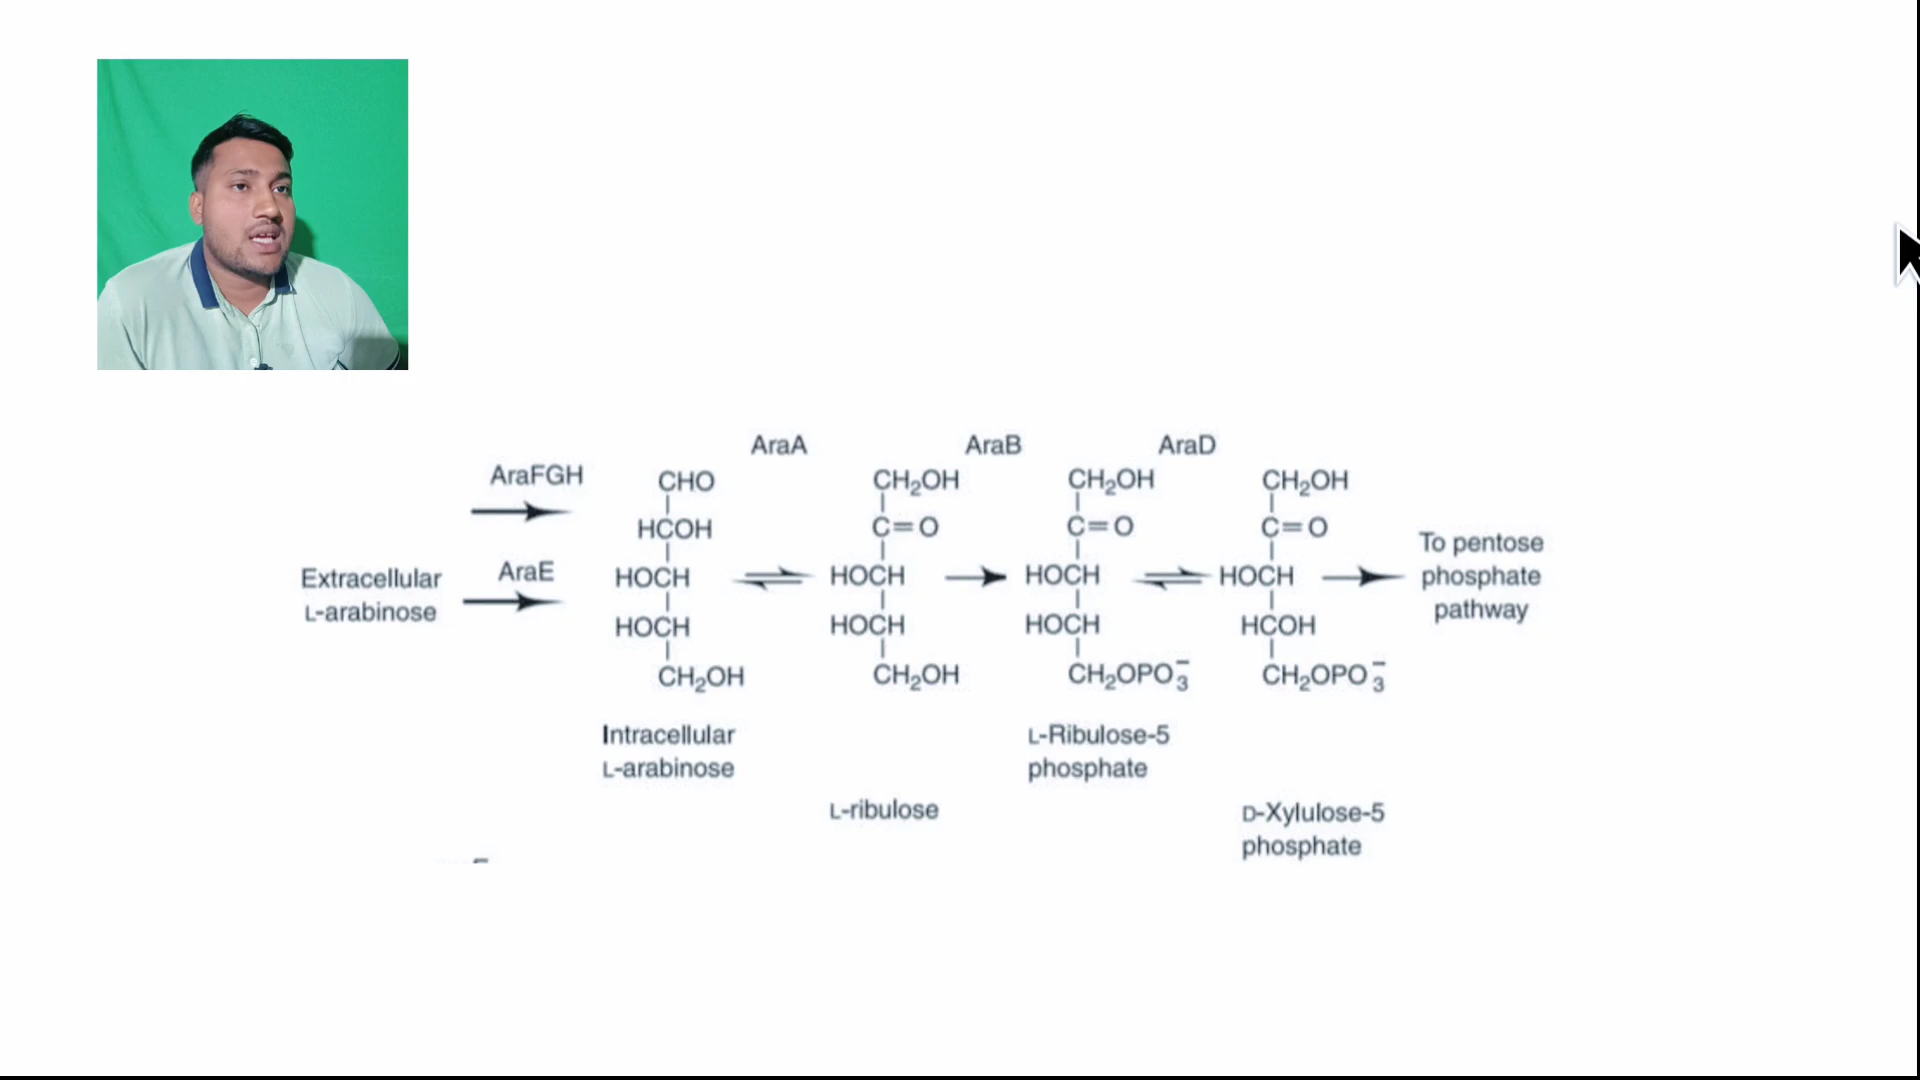 AraFGH
AraE
Extracellular
L-arabinose
CHO
HCOH
HOCH
HOCH
CH₂OH
Intracellular
L-arabinose
AraA
CH₂OH
C=O
HOCH
HOCH
CH₂OH
L-ribulose
AraB
CH₂OH
C=O
HOCH
HOCH
CH₂OPO₃⁻
L-Ribulose-5
phosphate
AraD
CH₂OH
C=O
HOCH
HCOH
CH₂OPO₃⁻
D-Xylulose-5
phosphate
To pentose
phosphate
pathway